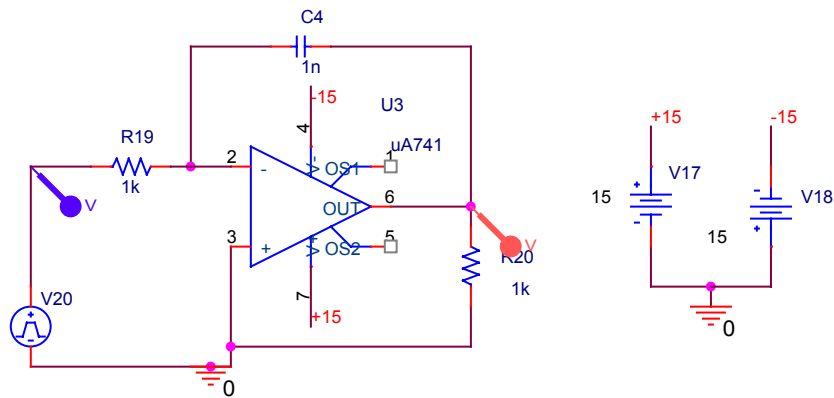 C4
1n
-15
U3
4
V-
OS1
1
uA741
R19
1k
2
-
OUT
6
3
+
V+
OS2
5
7
+15
V
V
R20
1k
V20
+
-
0
+15
-15
+
V17
15
-
-
V18
15
+
0